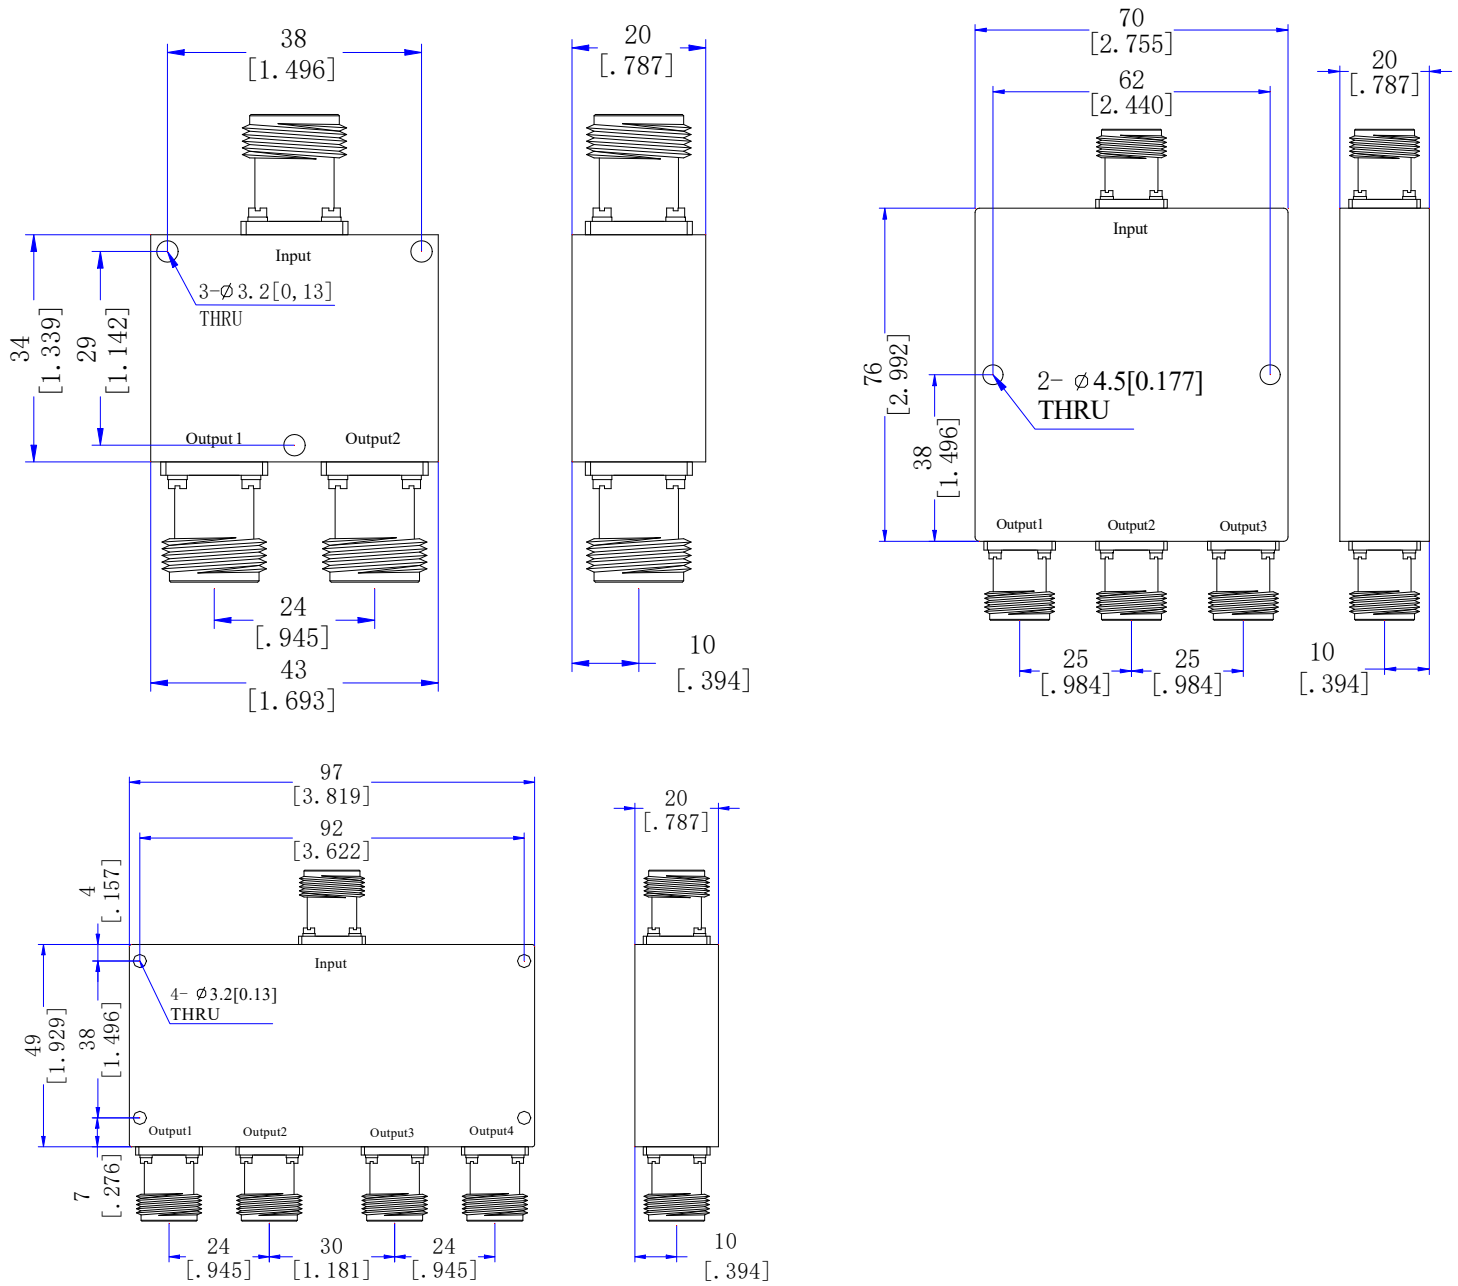 38
[1.496]
20
[.787]
Input
3-Ø3.2[0,13]
THRU
34
[1.339]
29
[1.142]
Output1
Output2
24
[.945]
43
[1.693]
10
[.394]
70
[2.755]
62
[2.440]
20
[.787]
Input
76
[2.992]
2- Ø4.5[0.177]
THRU
38
[1.496]
Output1
Output2
Output3
25
[.984]
25
[.984]
10
[.394]
97
[3.819]
92
[3.622]
20
[.787]
4
[.157]
Input
4- Ø3.2[0.13]
THRU
49
[1.929]
38
[1.496]
Output1
Output2
Output3
Output4
7
[.276]
24
[.945]
30
[1.181]
24
[.945]
10
[.394]